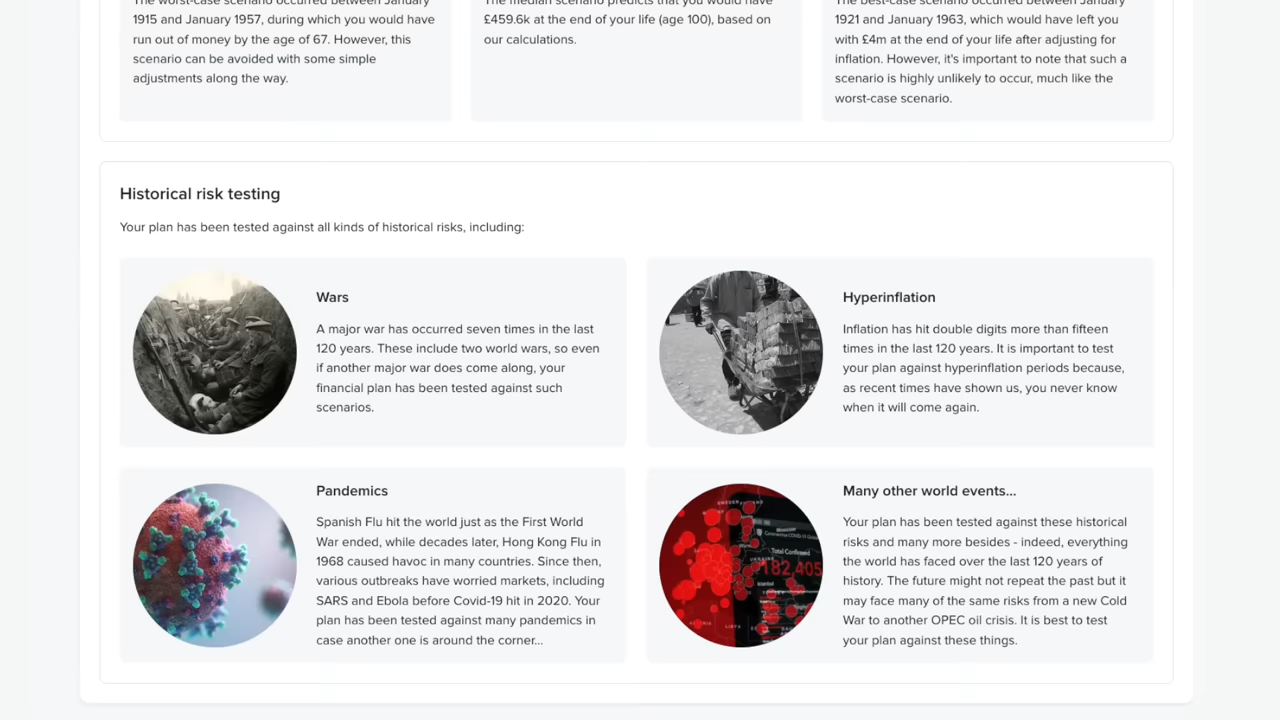 The worst-case scenario occurred between January
1915 and January 1957, during which you would have
run out of money by the age of 67. However, this
scenario can be avoided with some simple
adjustments along the way.
The median scenario predicts that you would have
£459.6k at the end of your life (age 100), based on
our calculations.
The best-case scenario occurred between January
1921 and January 1963, which would have left you
with £4m at the end of your life after adjusting for
inflation. However, it's important to note that such a
scenario is highly unlikely to occur, much like the
worst-case scenario.
Historical risk testing
Your plan has been tested against all kinds of historical risks, including:
Wars
A major war has occurred seven times in the last
120 years. These include two world wars, so even
if another major war does come along, your
financial plan has been tested against such
scenarios.
Hyperinflation
Inflation has hit double digits more than fifteen
times in the last 120 years. It is important to test
your plan against hyperinflation periods because,
as recent times have shown us, you never know
when it will come again.
Pandemics
Spanish Flu hit the world just as the First World
War ended, while decades later, Hong Kong Flu in
1968 caused havoc in many countries. Since then,
various outbreaks have worried markets, including
SARS and Ebola before Covid-19 hit in 2020. Your
plan has been tested against many pandemics in
case another one is around the corner...
Total Confirmed
182,405
Istanbul
LIBYA
Many other world events...
Your plan has been tested against these historical
risks and many more besides - indeed, everything
the world has faced over the last 120 years of
history. The future might not repeat the past but it
may face many of the same risks from a new Cold
War to another OPEC oil crisis. It is best to test
your plan against these things.